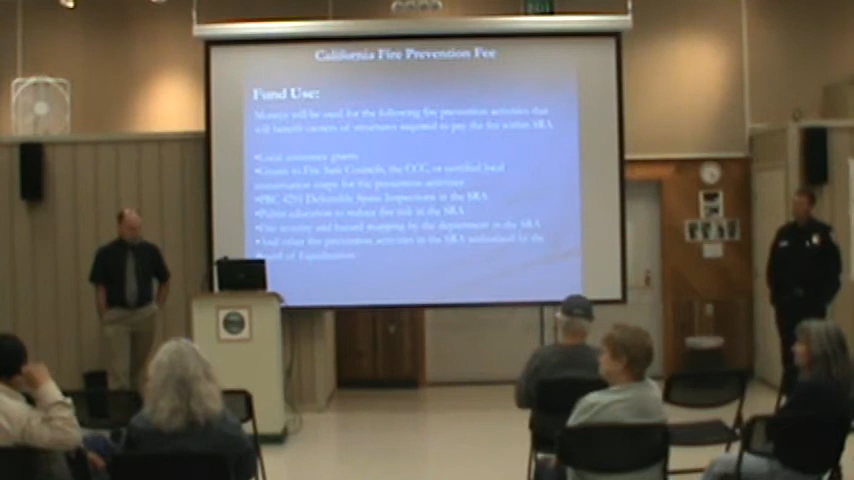 California Fire Prevention Fee
Fund Use:
Moneys will be used for the following fire prevention activities that
will benefit owners of structures required to pay the fee within SRA
•Local assistance grants
•Grants to Fire Safe Councils, the CCC, or certified local
conservation corps for fire prevention activities
•PRC 4291 Defensible Space Inspections in the SRA
•Public education to reduce fire risk in the SRA
•Fire severity and hazard mapping by the department in the SRA
•And other fire prevention activities in the SRA authorized by the
Board of Equalization